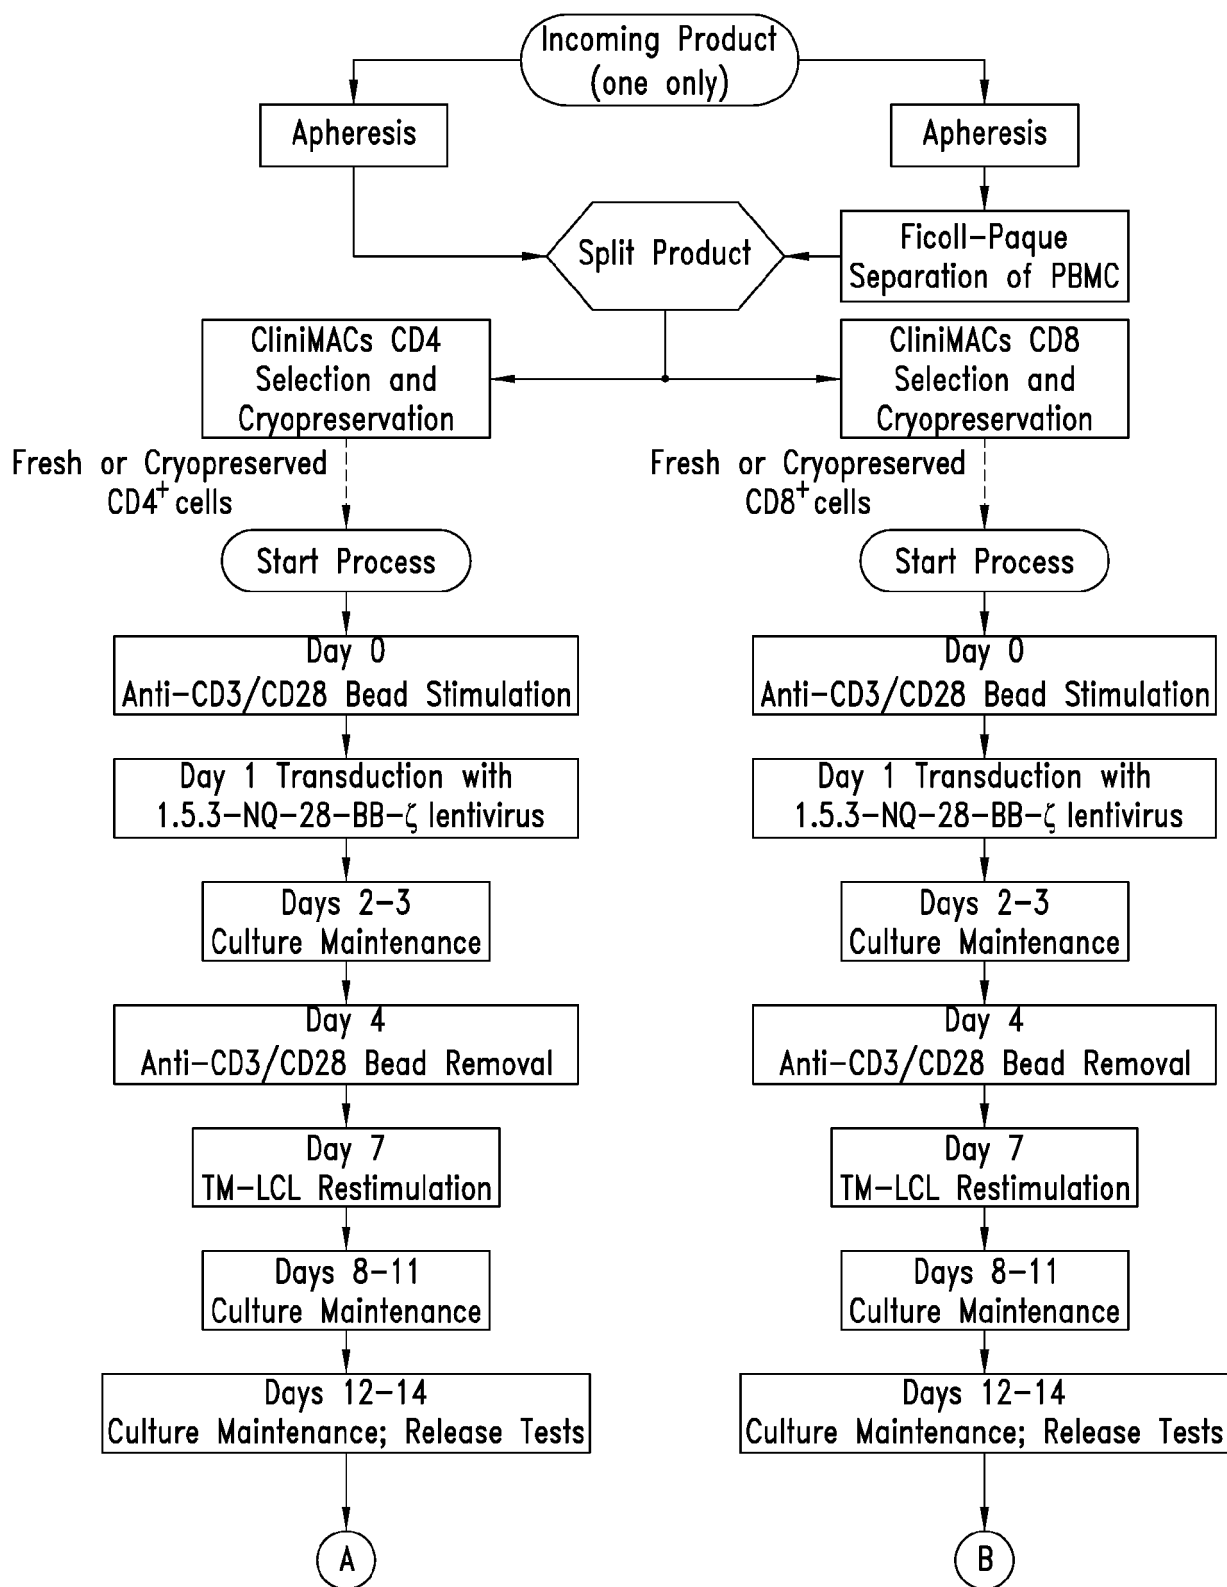 Incoming Product
(one only)
Apheresis
Apheresis
Split Product
Ficoll-Paque
Separation of PBMC
CliniMACs CD4
Selection and
Cryopreservation
CliniMACs CD8
Selection and
Cryopreservation
Fresh or Cryopreserved
CD4+ cells
Fresh or Cryopreserved
CD8+ cells
Start Process
Start Process
Day 0
Anti-CD3/CD28 Bead Stimulation
Day 0
Anti-CD3/CD28 Bead Stimulation
Day 1 Transduction with
1.5.3-NQ-28-BB-ζ lentivirus
Day 1 Transduction with
1.5.3-NQ-28-BB-ζ lentivirus
Days 2-3
Culture Maintenance
Days 2-3
Culture Maintenance
Day 4
Anti-CD3/CD28 Bead Removal
Day 4
Anti-CD3/CD28 Bead Removal
Day 7
TM-LCL Restimulation
Day 7
TM-LCL Restimulation
Days 8-11
Culture Maintenance
Days 8-11
Culture Maintenance
Days 12-14
Culture Maintenance; Release Tests
Days 12-14
Culture Maintenance; Release Tests
A
B